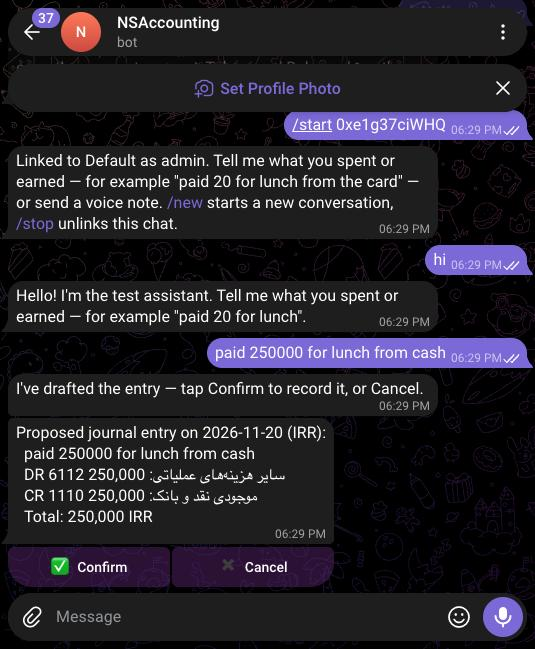 37
N
NSAccounting
bot
Set Profile Photo
/start 0xe1g37ciWHQ 06:29 PM
Linked to Default as admin. Tell me what you spent or
earned — for example "paid 20 for lunch from the card" —
or send a voice note. /new starts a new conversation,
/stop unlinks this chat.
06:29 PM
hi 06:29 PM
Hello! I'm the test assistant. Tell me what you spent or
earned — for example "paid 20 for lunch".
06:29 PM
paid 250000 for lunch from cash 06:29 PM
I've drafted the entry — tap Confirm to record it, or Cancel.
06:29 PM
Proposed journal entry on 2026-11-20 (IRR):
paid 250000 for lunch from cash
DR 6112 سایر هزینه‌های عملیاتی: 250,000
CR 1110 موجودی نقد و بانک: 250,000
Total: 250,000 IRR
06:29 PM
Confirm
Cancel
Message